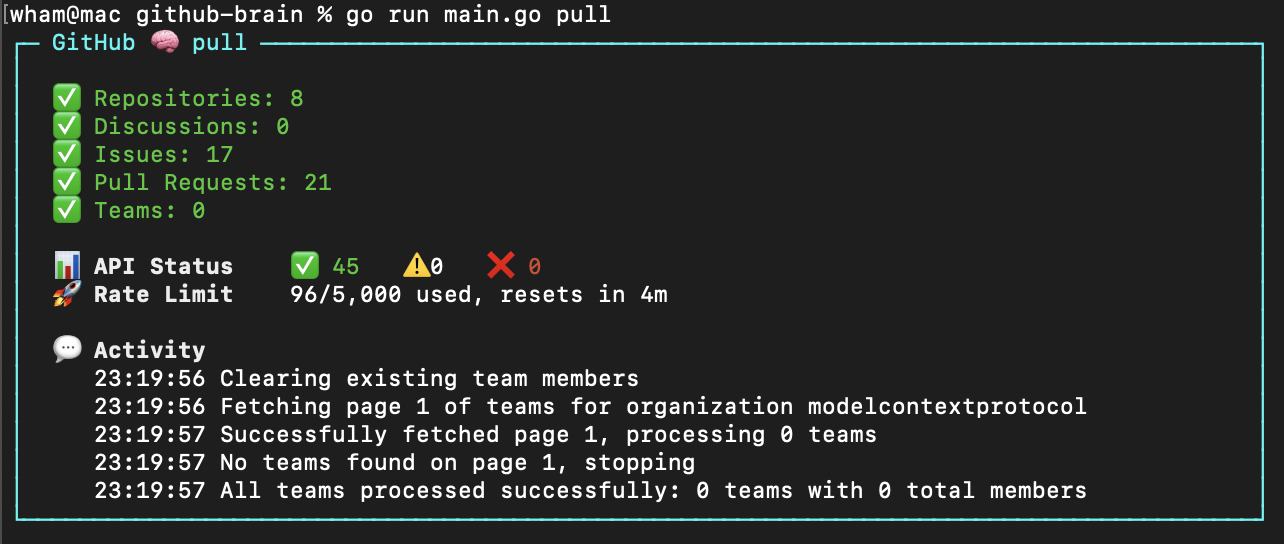 [wham@mac github-brain % go run main.go pull
GitHub 🧠 pull
✅ Repositories: 8
✅ Discussions: 0
✅ Issues: 17
✅ Pull Requests: 21
✅ Teams: 0
📊 API Status ✅ 45 ⚠️0 ❌ 0
🚀 Rate Limit 96/5,000 used, resets in 4m
💬 Activity
23:19:56 Clearing existing team members
23:19:56 Fetching page 1 of teams for organization modelcontextprotocol
23:19:57 Successfully fetched page 1, processing 0 teams
23:19:57 No teams found on page 1, stopping
23:19:57 All teams processed successfully: 0 teams with 0 total members